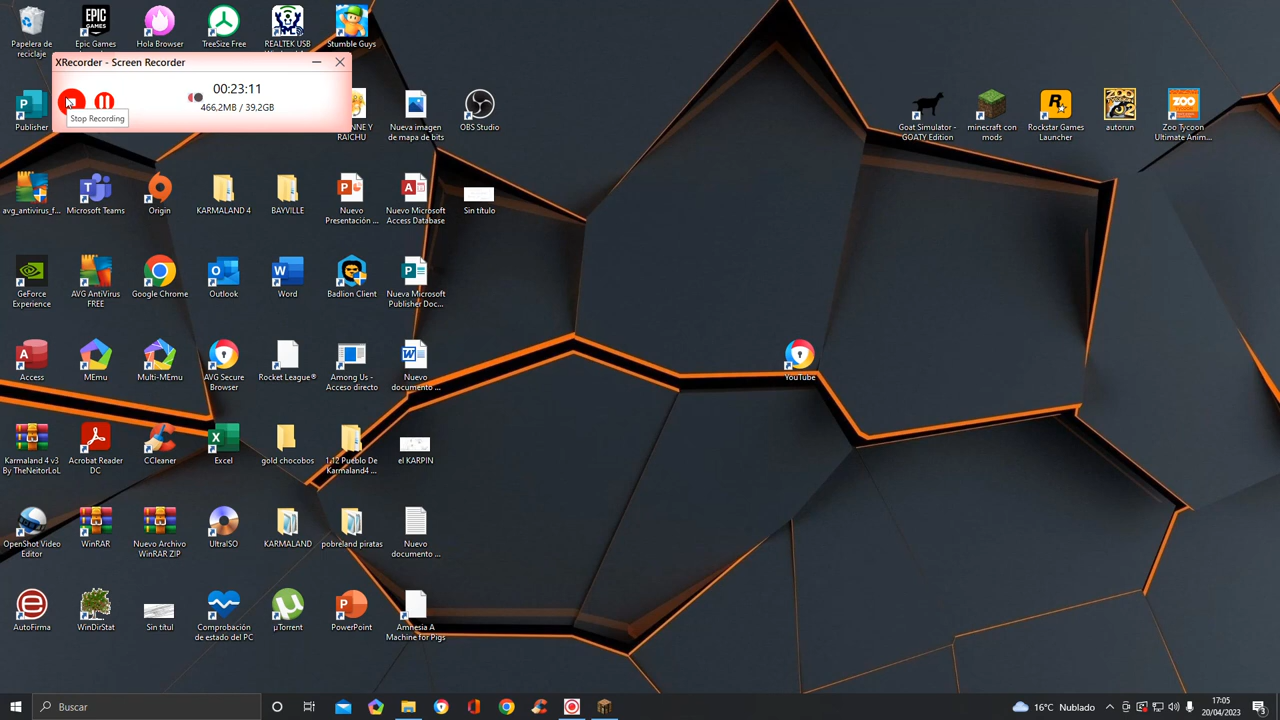 Papelera de reciclaje
EPIC GAMES
Epic Games
Hola Browser
TreeSize Free
REALTEK USB
Stumble Guys
XRecorder - Screen Recorder
00:23:11
466,2MB / 39,2GB
Stop Recording
Publisher
NNE Y RAICHU
Nueva imagen de mapa de bits
OBS Studio
Goat Simulator - GOATY Edition
minecraft con mods
Rockstar Games Launcher
autorun
Zoo Tycoon Ultimate Anim...
avg_antivirus_f...
Microsoft Teams
Origin
KARMALAND 4
BAYVILLE
Nuevo Presentación ...
Nuevo Microsoft Access Database
Sin título
GeForce Experience
AVG AntiVirus FREE
Google Chrome
Outlook
Word
Badlion Client
Nueva Microsoft Publisher Doc...
Access
MEmu
Multi-MEmu
AVG Secure Browser
Rocket League®
Among Us - Acceso directo
Nuevo documento ...
YouTube
Karmaland 4 v3 By TheNeitorLoL
Acrobat Reader DC
CCleaner
Excel
gold chocobos
1.12 Pueblo De Karmaland4 ...
el KARPIN
OpenShot Video Editor
WinRAR
Nuevo Archivo WinRAR ZIP
UltraISO
KARMALAND
pobreland piratas
Nuevo documento ...
AutoFirma
WinDirStat
Sin títul
Comprobación de estado del PC
µTorrent
PowerPoint
Amnesia A Machine for Pigs
Buscar
16°C Nublado
17:05
20/04/2023